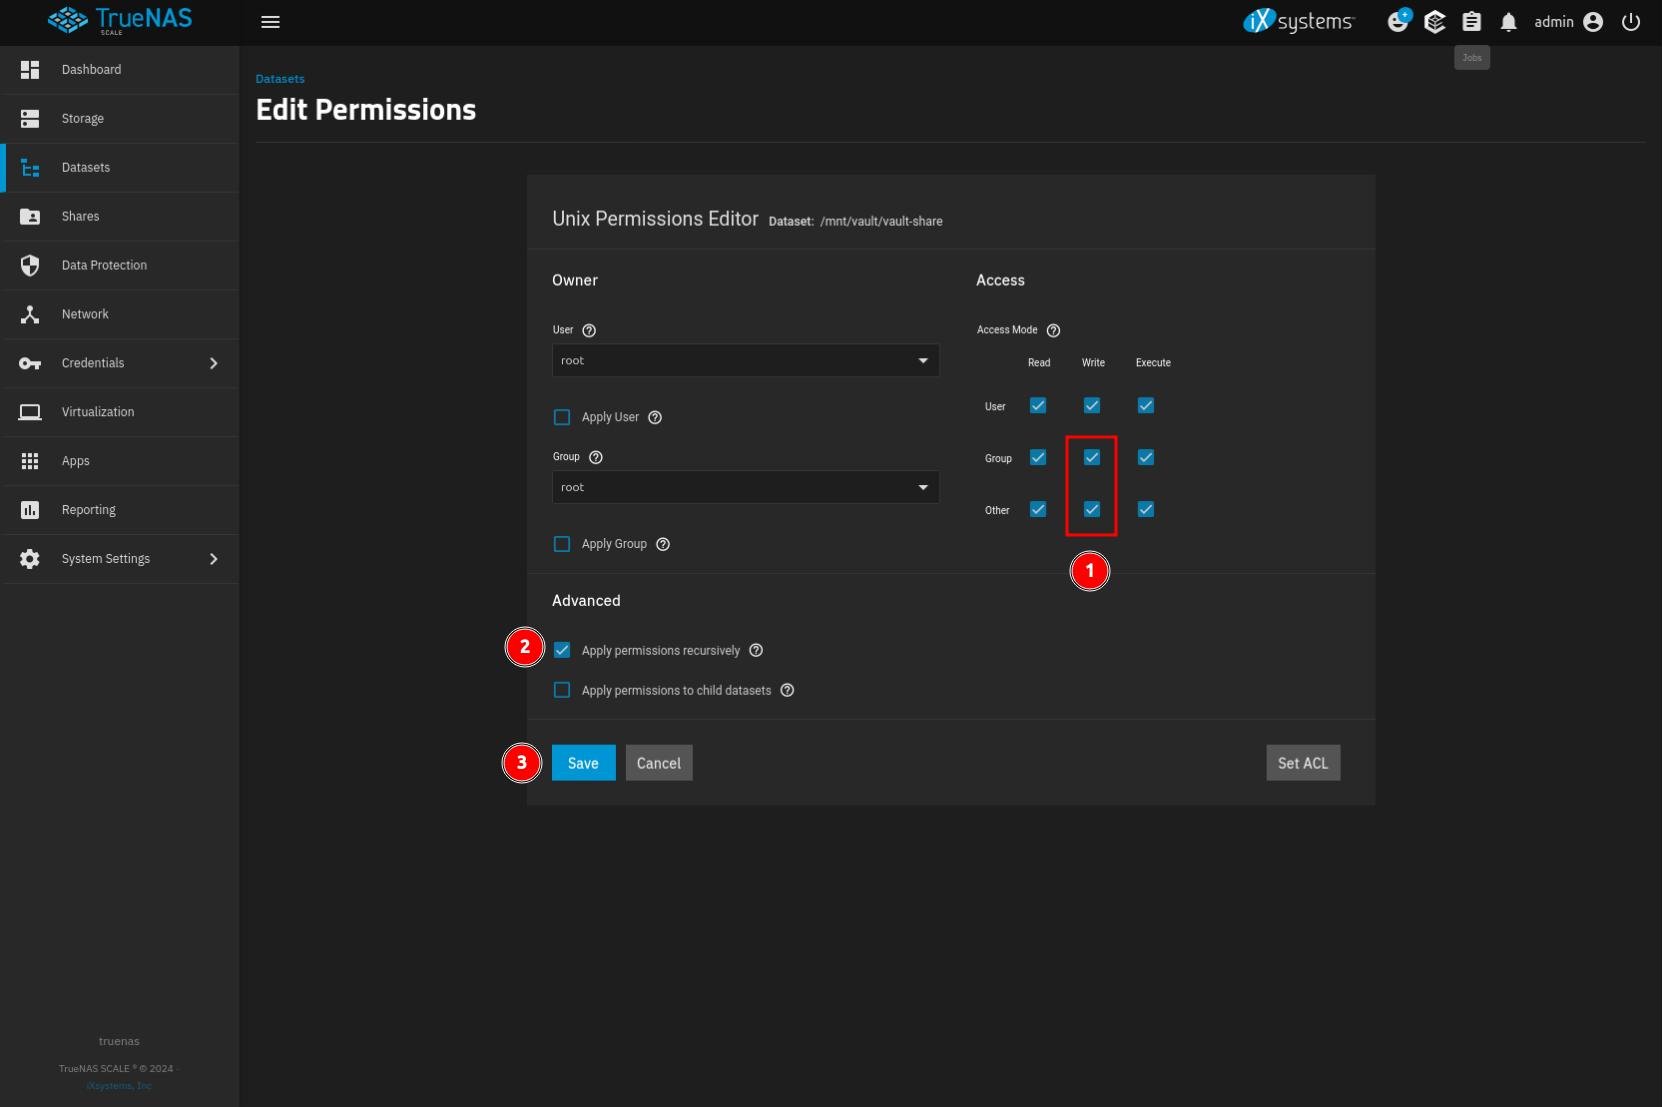 TrueNAS
SCALE
iXsystems
+
admin
Jobs
Dashboard
Storage
Datasets
Shares
Data Protection
Network
Credentials
Virtualization
Apps
Reporting
System Settings
truenas
TrueNAS SCALE ® © 2024 -
iXsystems, Inc
Datasets
Edit Permissions
Unix Permissions Editor Dataset: /mnt/vault/vault-share
Owner
User ?
root
Apply User ?
Group ?
root
Apply Group ?
Access
Access Mode ?
Read Write Execute
User
Group
Other
1
Advanced
2 Apply permissions recursively ?
Apply permissions to child datasets ?
3 Save Cancel Set ACL